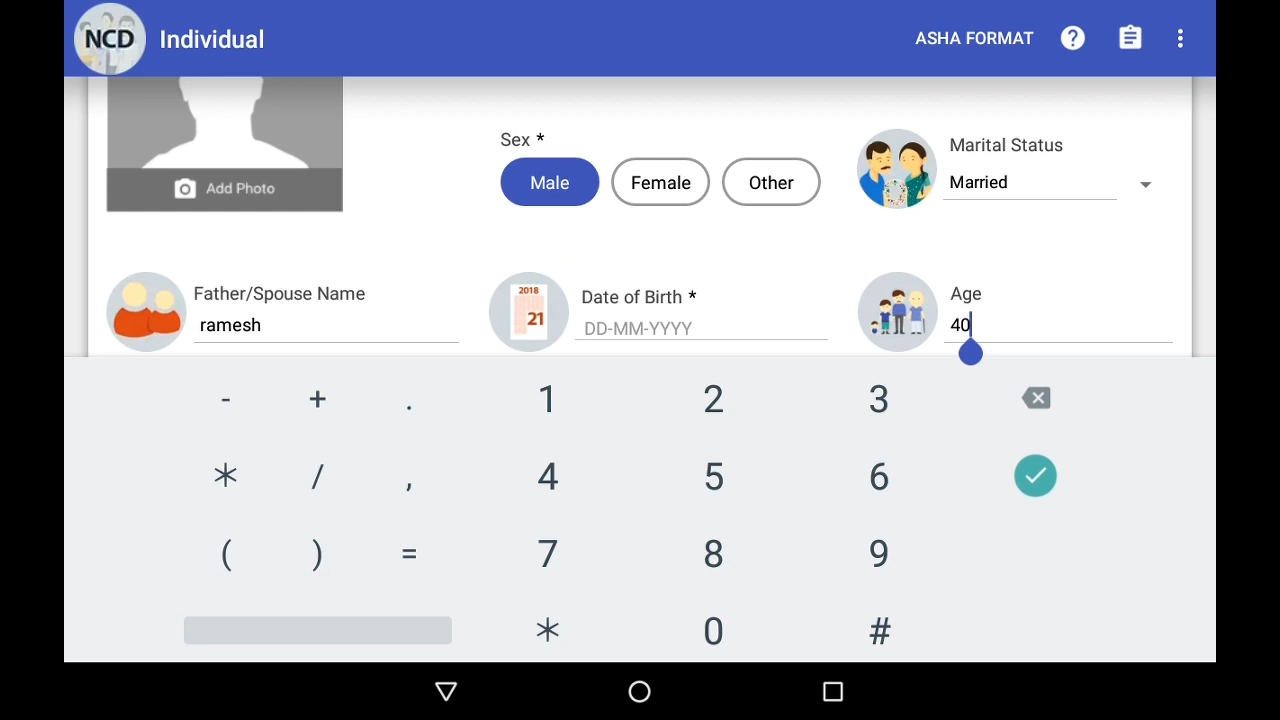 NCD Individual ASHA FORMAT
Sex *
Male Female Other
Marital Status
Married
Add Photo
Father/Spouse Name
ramesh
2018
21
Date of Birth *
DD-MM-YYYY
Age
40
- + . 1 2 3
* / , 4 5 6
( ) = 7 8 9
* 0 #